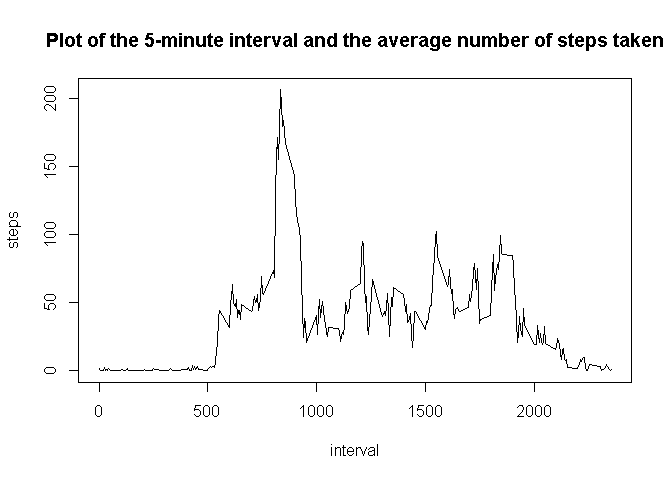 Plot of the 5-minute interval and the average number of steps taken
200
150
100
50
0
steps
0 500 1000 1500 2000
interval